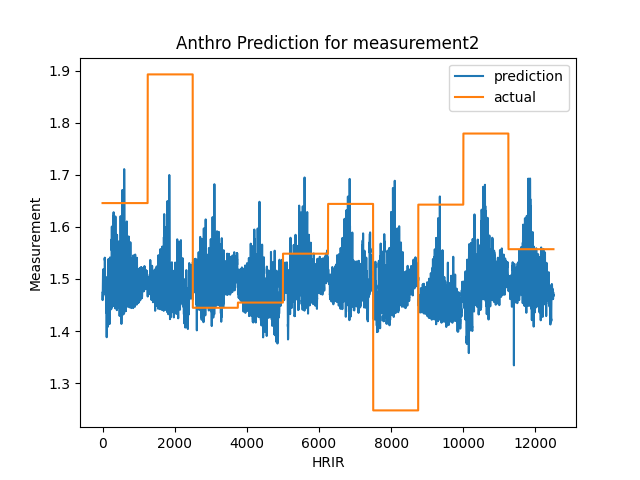 Anthro Prediction for measurement2
prediction
actual
Measurement
1.9
1.8
1.7
1.6
1.5
1.4
1.3
0 2000 4000 6000 8000 10000 12000
HRIR